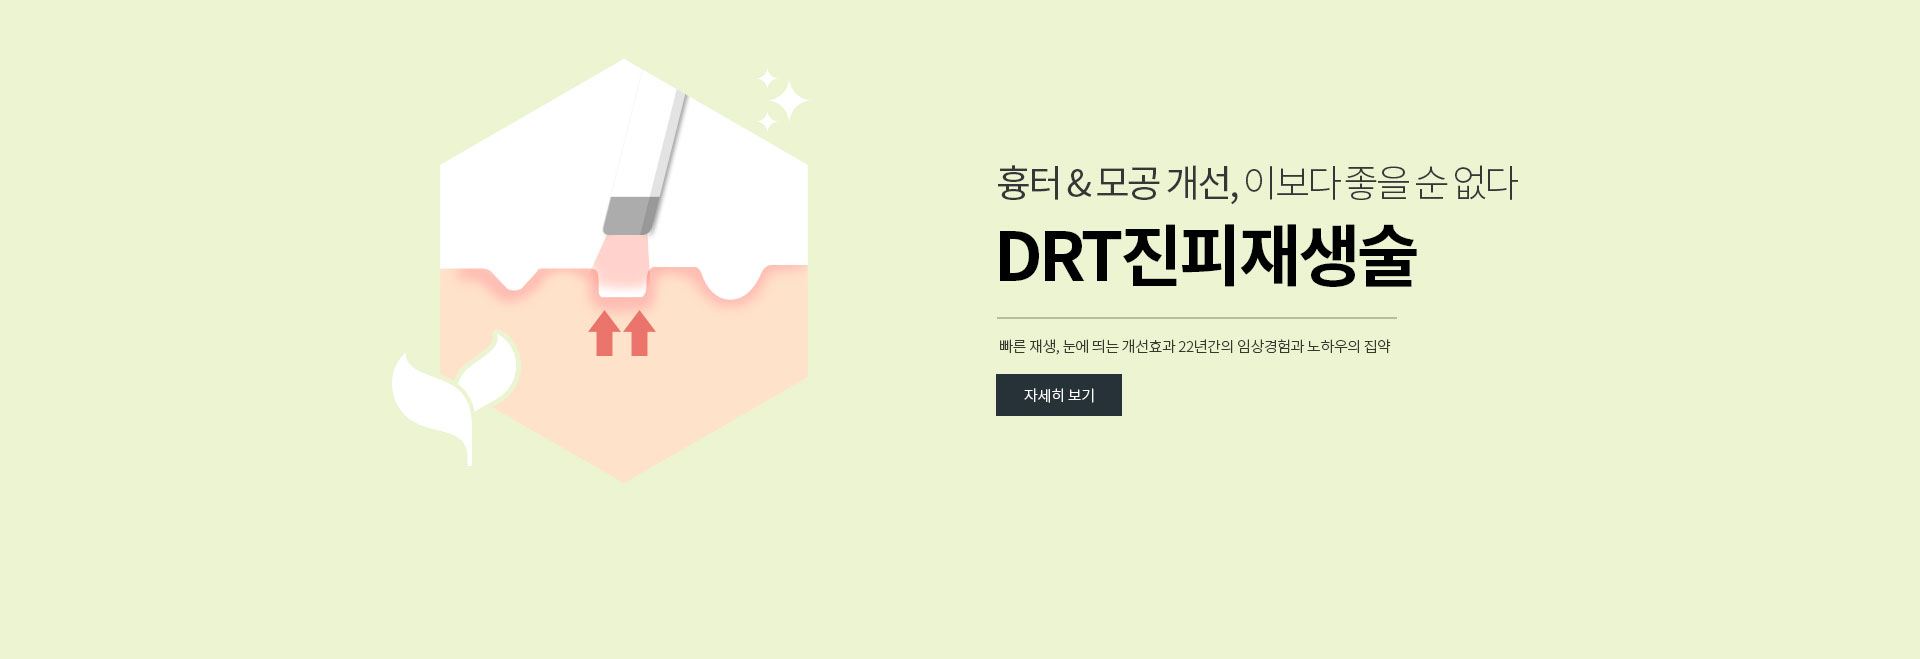 흉터 & 모공 개선, 이보다 좋을 순 없다
DRT진피재생술
빠른 재생, 눈에 띄는 개선효과 22년간의 임상경험과 노하우의 집약
자세히 보기